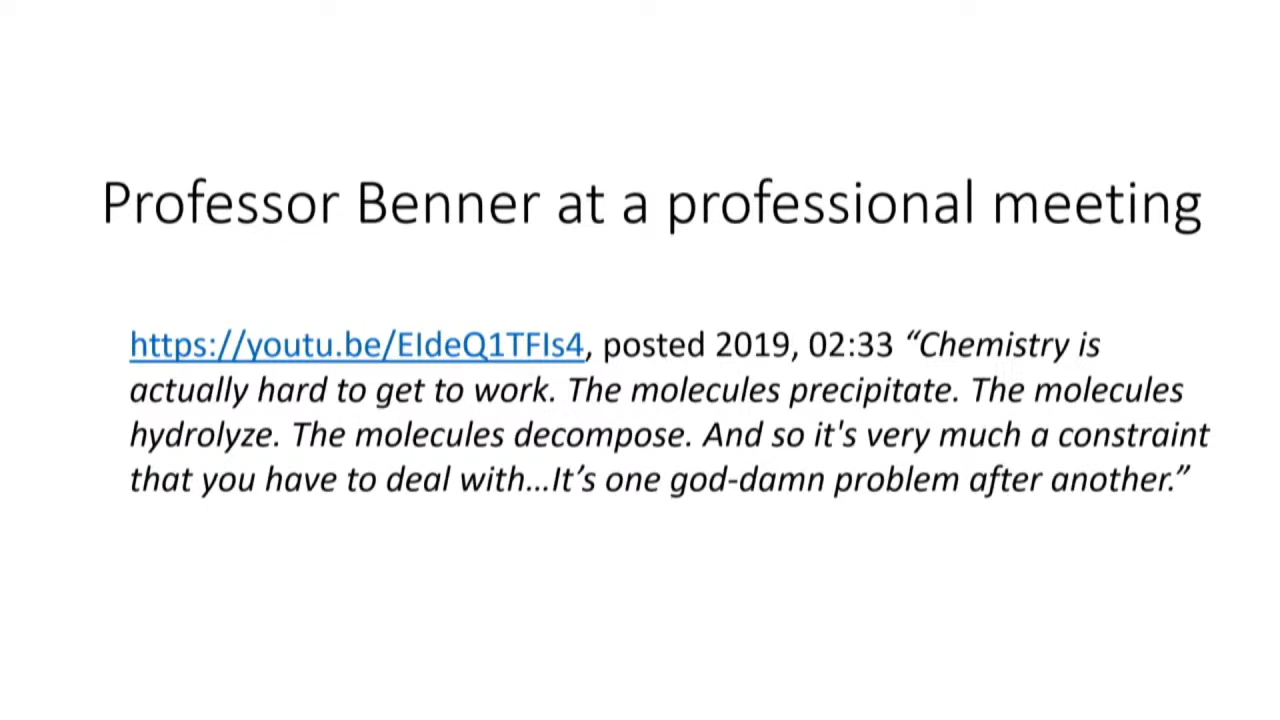 Professor Benner at a professional meeting
https://youtu.be/EIdeQ1TFIs4, posted 2019, 02:33 “Chemistry is
actually hard to get to work. The molecules precipitate. The molecules
hydrolyze. The molecules decompose. And so it's very much a constraint
that you have to deal with…It’s one god-damn problem after another.”